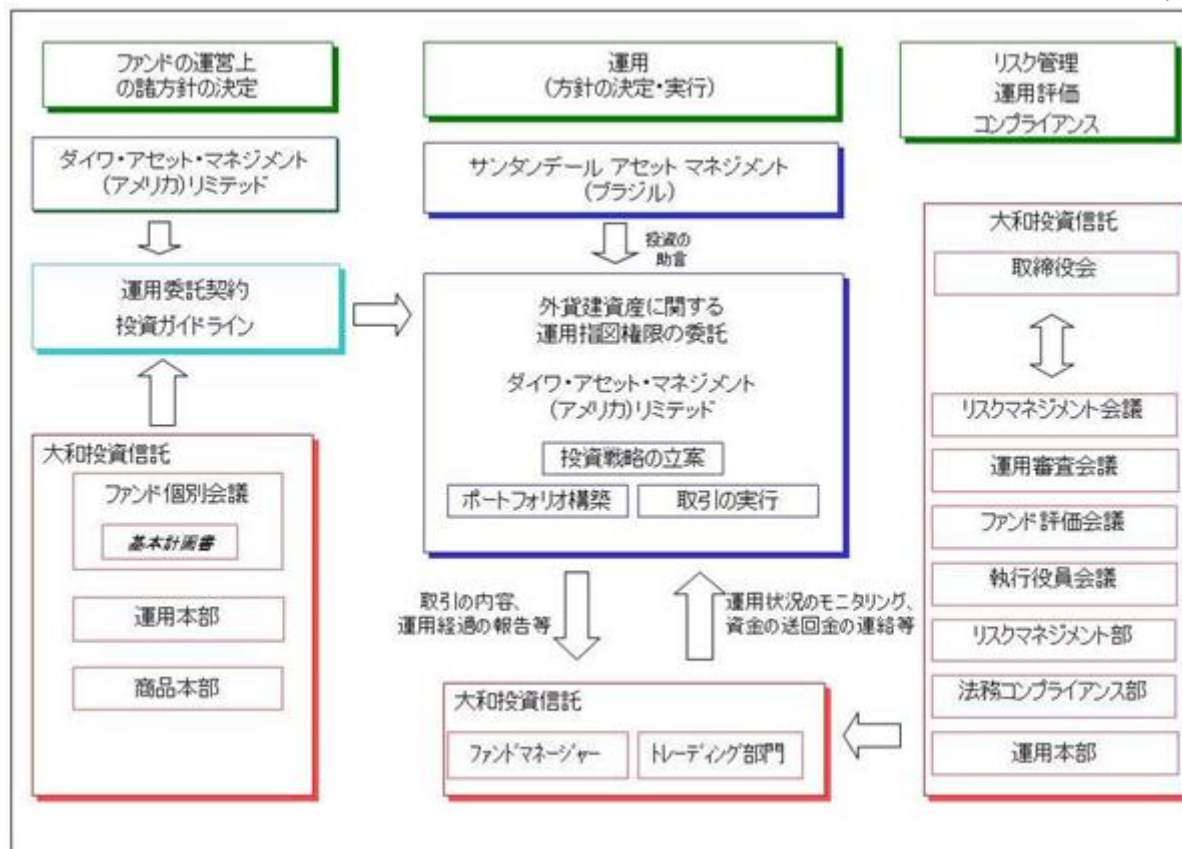 ファンドの運営上
の諸方針の決定
運用
(方針の決定・実行)
リスク管理
運用評価
コンプライアンス
ダイワ・アセット・マネジメント
(アメリカ)リミテッド
サンタンデール アセット マネジメント
(ブラジル)
投資の
助言
運用委託契約
投資ガイドライン
外貨建資産に関する
運用指図権限の委託
ダイワ・アセット・マネジメント
(アメリカ)リミテッド
投資戦略の立案
ポートフォリオ構築
取引の実行
大和投資信託
ファンド個別会議
基本計画書
運用本部
商品本部
取引の内容、
運用経過の報告等
運用状況のモニタリング、
資金の送回金の連絡等
大和投資信託
ファンドマネージャー
トレーディング部門
大和投資信託
取締役会
リスクマネジメント会議
運用審査会議
ファンド評価会議
執行役員会議
リスクマネジメント部
法務コンプライアンス部
運用本部